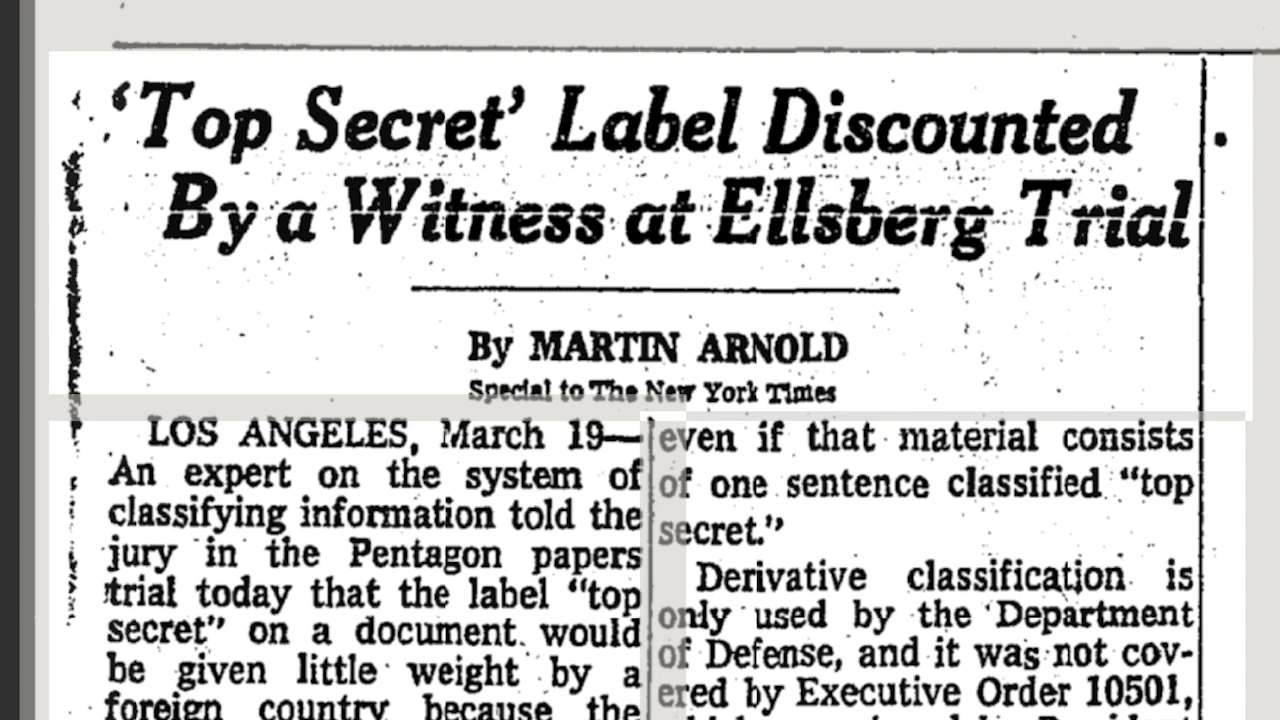 ‘Top Secret’ Label Discounted
By a Witness at Ellsberg Trial
By MARTIN ARNOLD
Special to The New York Times
LOS ANGELES, March 19—
An expert on the system of
classifying information told the
jury in the Pentagon papers
trial today that the label “top
secret” on a document would
be given little weight by a
foreign country because the
even if that material consists
of one sentence classified “top
secret.”
Derivative classification is
only used by the Department
of Defense, and it was not cov-
ered by Executive Order 10501,